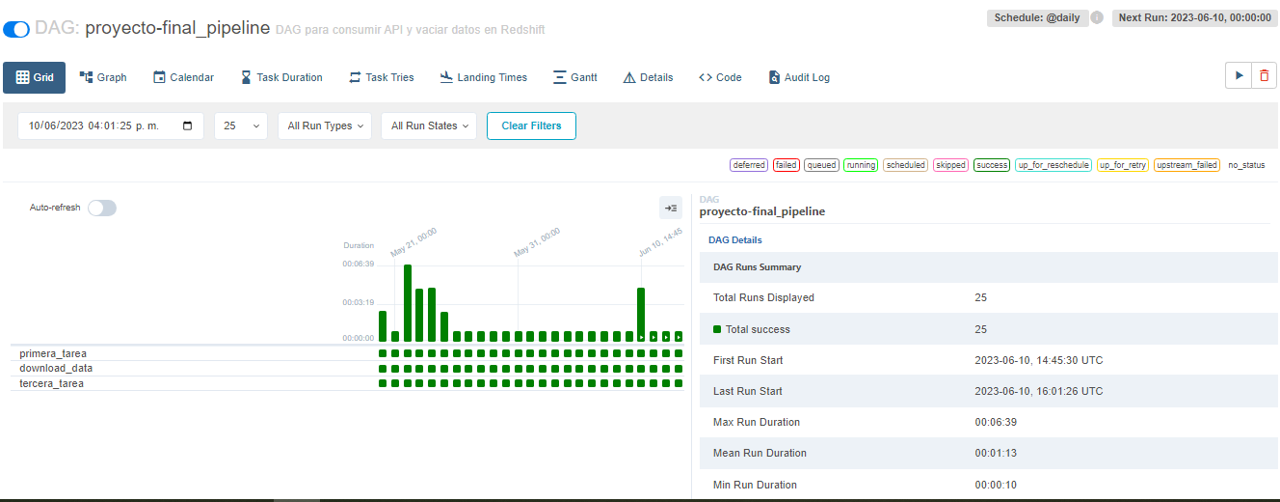 DAG: proyecto-final_pipeline DAG para consumir API y vaciar datos en Redshift
Schedule: @daily i Next Run: 2023-06-10, 00:00:00
Grid Graph Calendar Task Duration Task Tries Landing Times Gantt Details <> Code Audit Log
10/06/2023 04:01:25 p. m. 25 All Run Types All Run States Clear Filters
deferred failed queued running scheduled skipped success up_for_reschedule up_for_retry upstream_failed no_status
Auto-refresh
Duration May 21, 00:00 May 31, 00:00 Jun 10, 14:45
00:06:39
00:03:19
00:00:00
primera_tarea
download_data
tercera_tarea
DAG
proyecto-final_pipeline
DAG Details
DAG Runs Summary
Total Runs Displayed 25
Total success 25
First Run Start 2023-06-10, 14:45:30 UTC
Last Run Start 2023-06-10, 16:01:26 UTC
Max Run Duration 00:06:39
Mean Run Duration 00:01:13
Min Run Duration 00:00:10